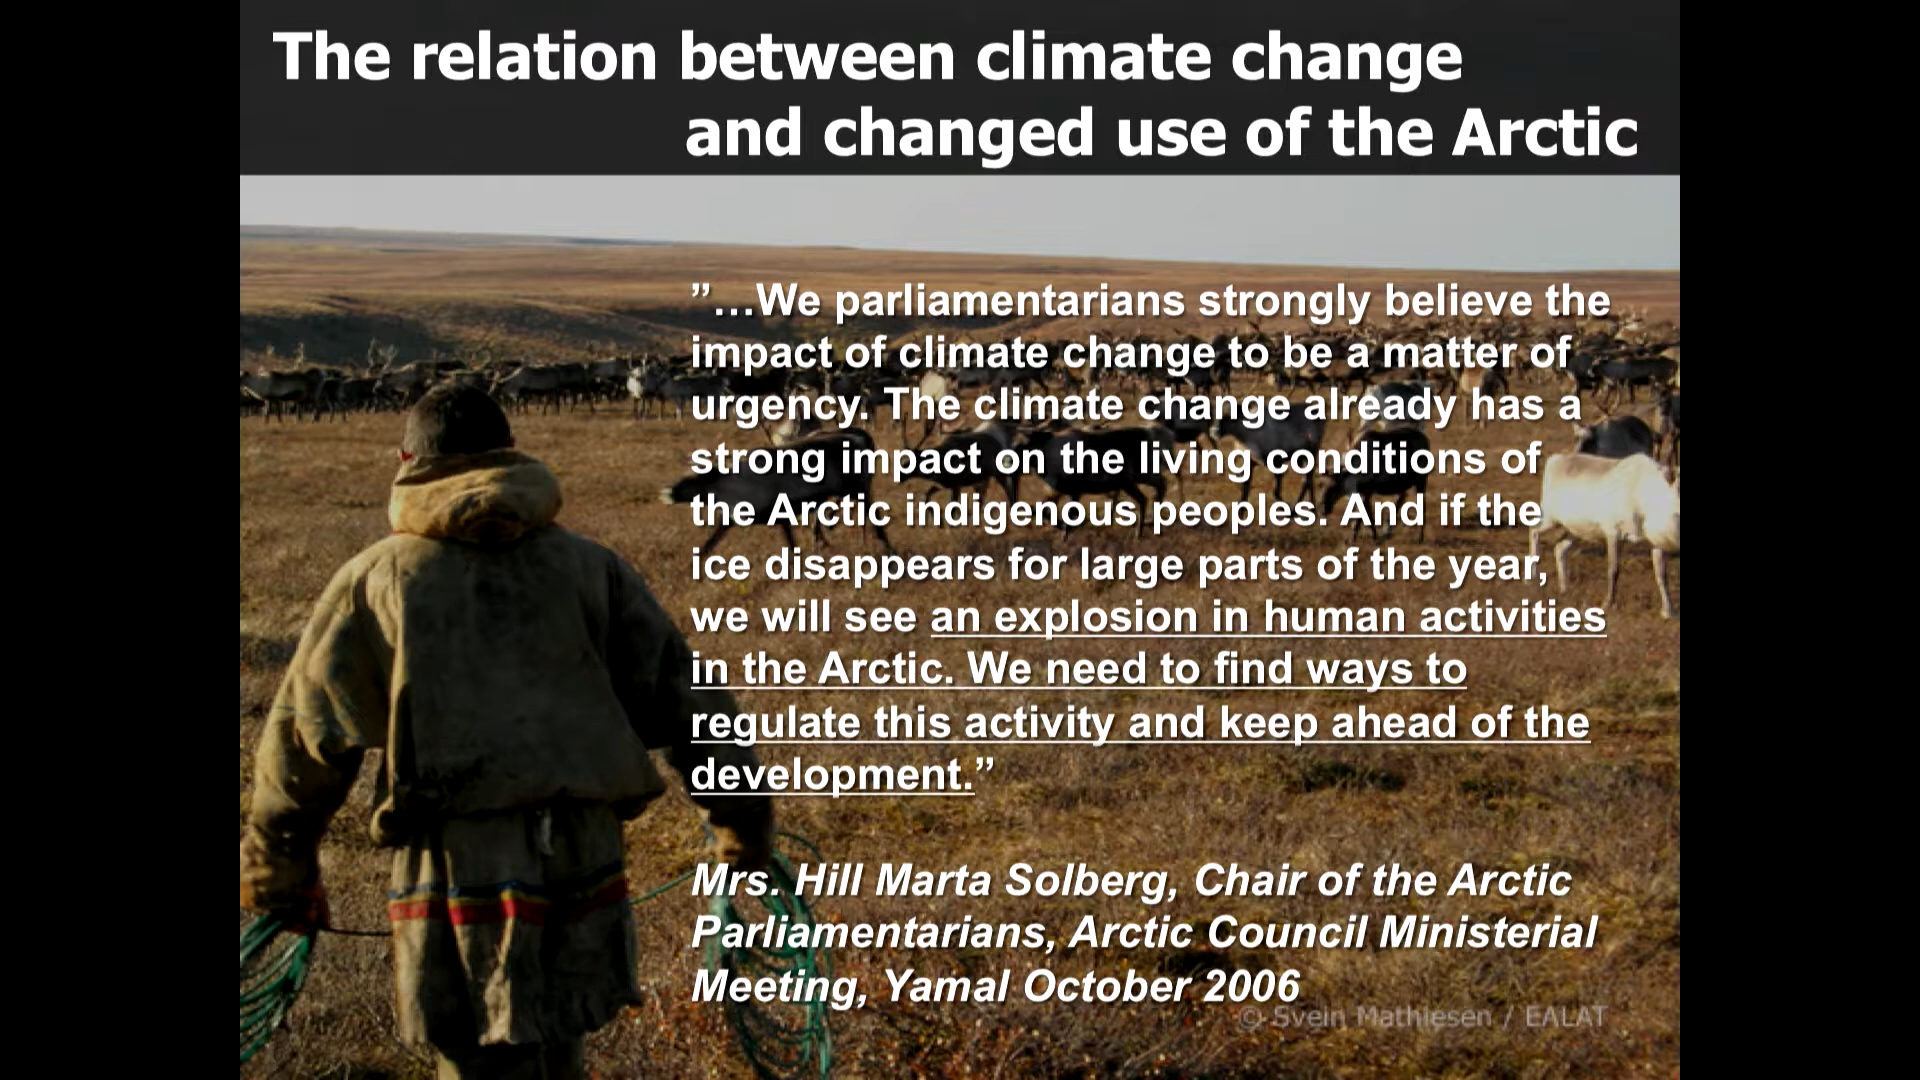 The relation between climate change
and changed use of the Arctic
”…We parliamentarians strongly believe the
impact of climate change to be a matter of
urgency. The climate change already has a
strong impact on the living conditions of
the Arctic indigenous peoples. And if the
ice disappears for large parts of the year,
we will see an explosion in human activities
in the Arctic. We need to find ways to
regulate this activity and keep ahead of the
development.”
Mrs. Hill Marta Solberg, Chair of the Arctic
Parliamentarians, Arctic Council Ministerial
Meeting, Yamal October 2006
© Svein Mathiesen / EALAT